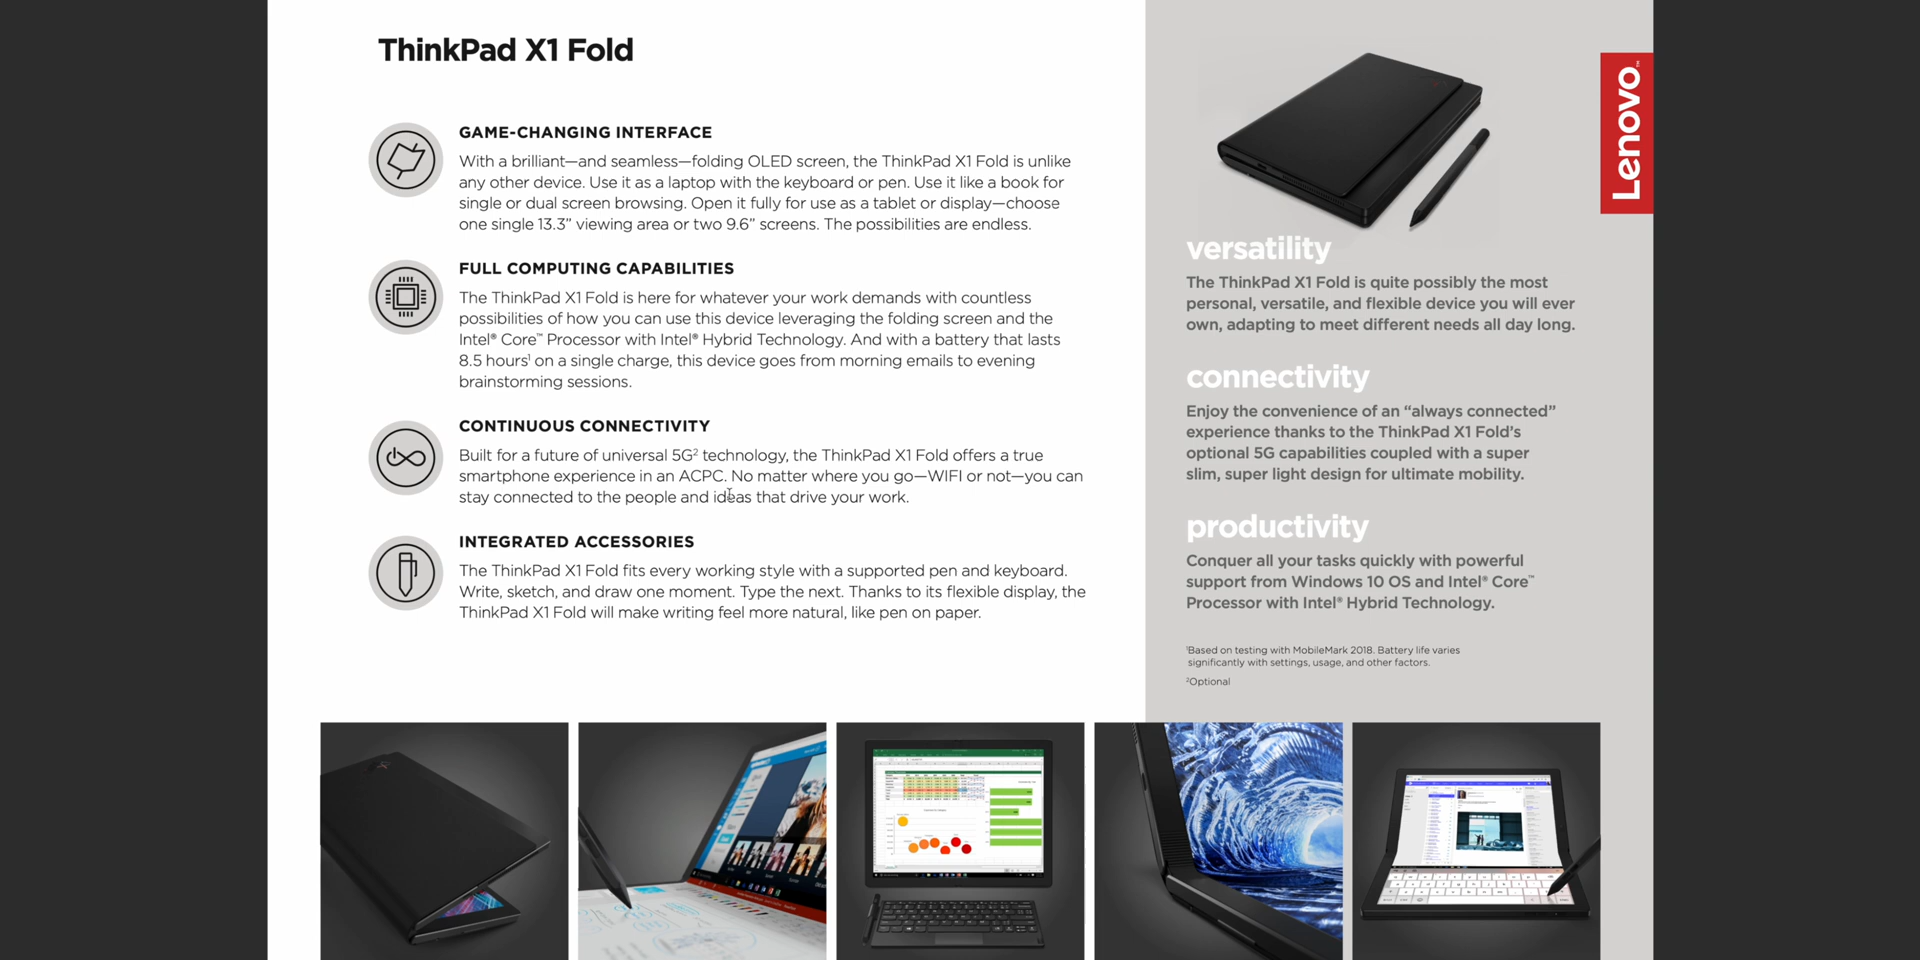 ThinkPad X1 Fold
GAME-CHANGING INTERFACE
With a brilliant—and seamless—folding OLED screen, the ThinkPad X1 Fold is unlike
any other device. Use it as a laptop with the keyboard or pen. Use it like a book for
single or dual screen browsing. Open it fully for use as a tablet or display—choose
one single 13.3” viewing area or two 9.6” screens. The possibilities are endless.
FULL COMPUTING CAPABILITIES
The ThinkPad X1 Fold is here for whatever your work demands with countless
possibilities of how you can use this device leveraging the folding screen and the
Intel® Core™ Processor with Intel® Hybrid Technology. And with a battery that lasts
8.5 hours¹ on a single charge, this device goes from morning emails to evening
brainstorming sessions.
CONTINUOUS CONNECTIVITY
Built for a future of universal 5G² technology, the ThinkPad X1 Fold offers a true
smartphone experience in an ACPC. No matter where you go—WIFI or not—you can
stay connected to the people and ideas that drive your work.
INTEGRATED ACCESSORIES
The ThinkPad X1 Fold fits every working style with a supported pen and keyboard.
Write, sketch, and draw one moment. Type the next. Thanks to its flexible display, the
ThinkPad X1 Fold will make writing feel more natural, like pen on paper.
Lenovo™
versatility
The ThinkPad X1 Fold is quite possibly the most
personal, versatile, and flexible device you will ever
own, adapting to meet different needs all day long.
connectivity
Enjoy the convenience of an “always connected”
experience thanks to the ThinkPad X1 Fold’s
optional 5G capabilities coupled with a super
slim, super light design for ultimate mobility.
productivity
Conquer all your tasks quickly with powerful
support from Windows 10 OS and Intel® Core™
Processor with Intel® Hybrid Technology.
¹Based on testing with MobileMark 2018. Battery life varies
significantly with settings, usage, and other factors.
²Optional